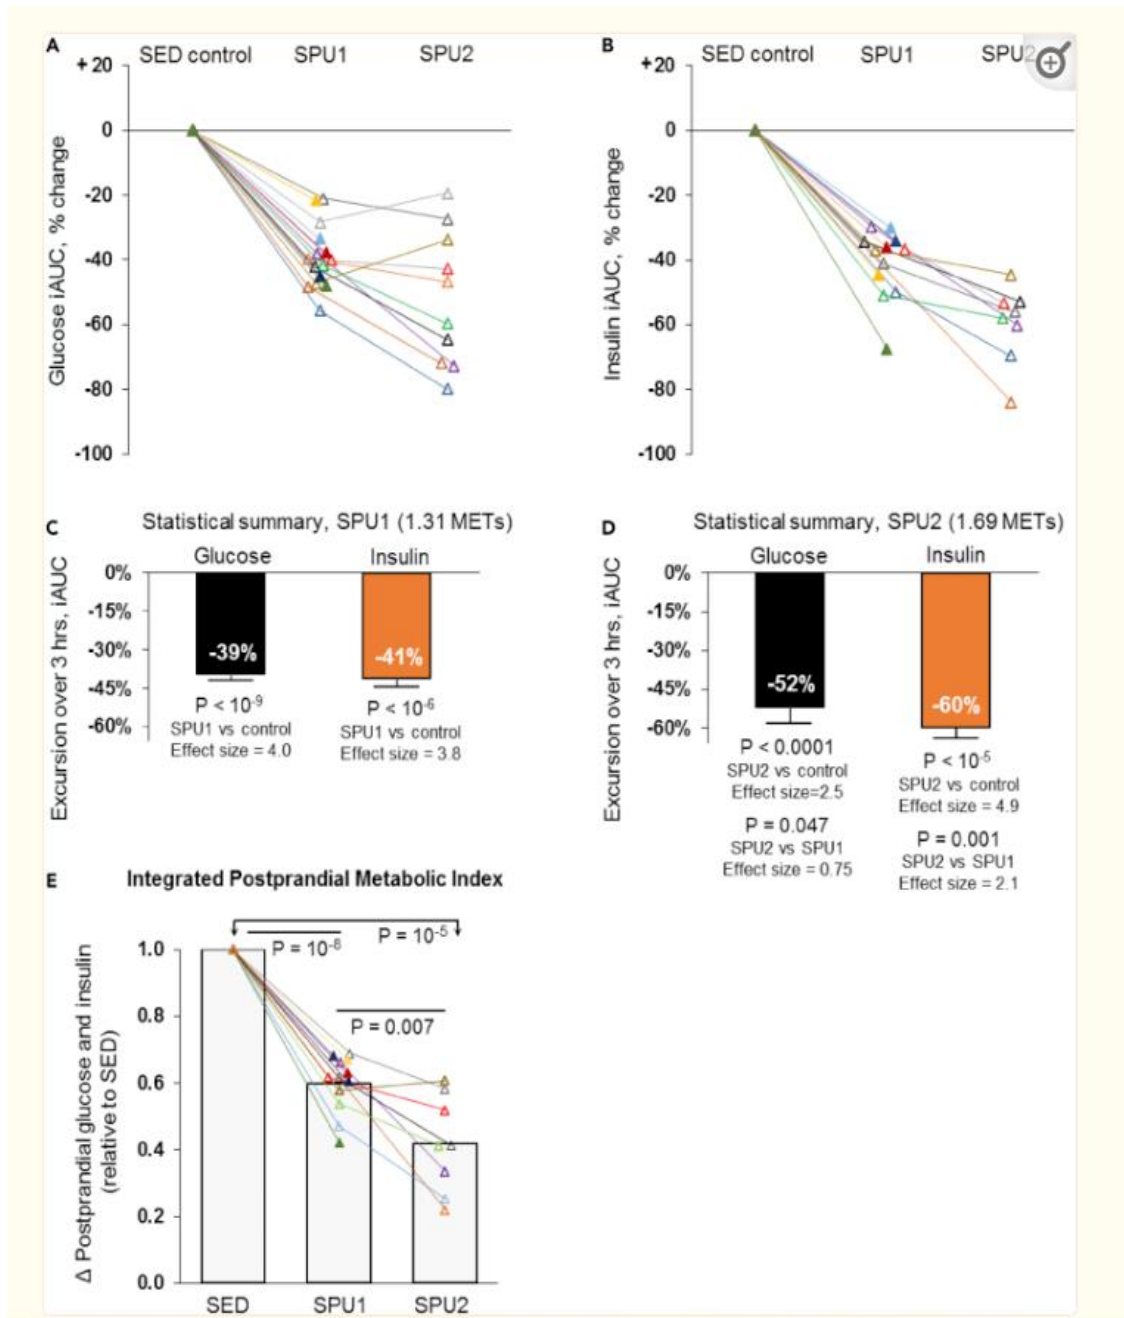 A
SED control SPU1 SPU2
+20
0
-20
-40
-60
-80
-100
Glucose iAUC, % change
B
SED control SPU1 SPU2
+20
0
-20
-40
-60
-80
-100
Insulin iAUC, % change
C
Statistical summary, SPU1 (1.31 METs)
Glucose Insulin
0%
-15%
-30%
-45%
-60%
Excursion over 3 hrs, iAUC
-39%
-41%
P < 10⁻⁹
SPU1 vs control
Effect size = 4.0
P < 10⁻⁶
SPU1 vs control
Effect size = 3.8
D
Statistical summary, SPU2 (1.69 METs)
Glucose Insulin
0%
-15%
-30%
-45%
-60%
Excursion over 3 hrs, iAUC
-52%
-60%
P < 0.0001
SPU2 vs control
Effect size=2.5
P = 0.047
SPU2 vs SPU1
Effect size = 0.75
P < 10⁻⁵
SPU2 vs control
Effect size = 4.9
P = 0.001
SPU2 vs SPU1
Effect size = 2.1
E
Integrated Postprandial Metabolic Index
P = 10⁻⁸
P = 10⁻⁵
P = 0.007
1.0
0.8
0.6
0.4
0.2
0.0
Δ Postprandial glucose and insulin
(relative to SED)
SED SPU1 SPU2